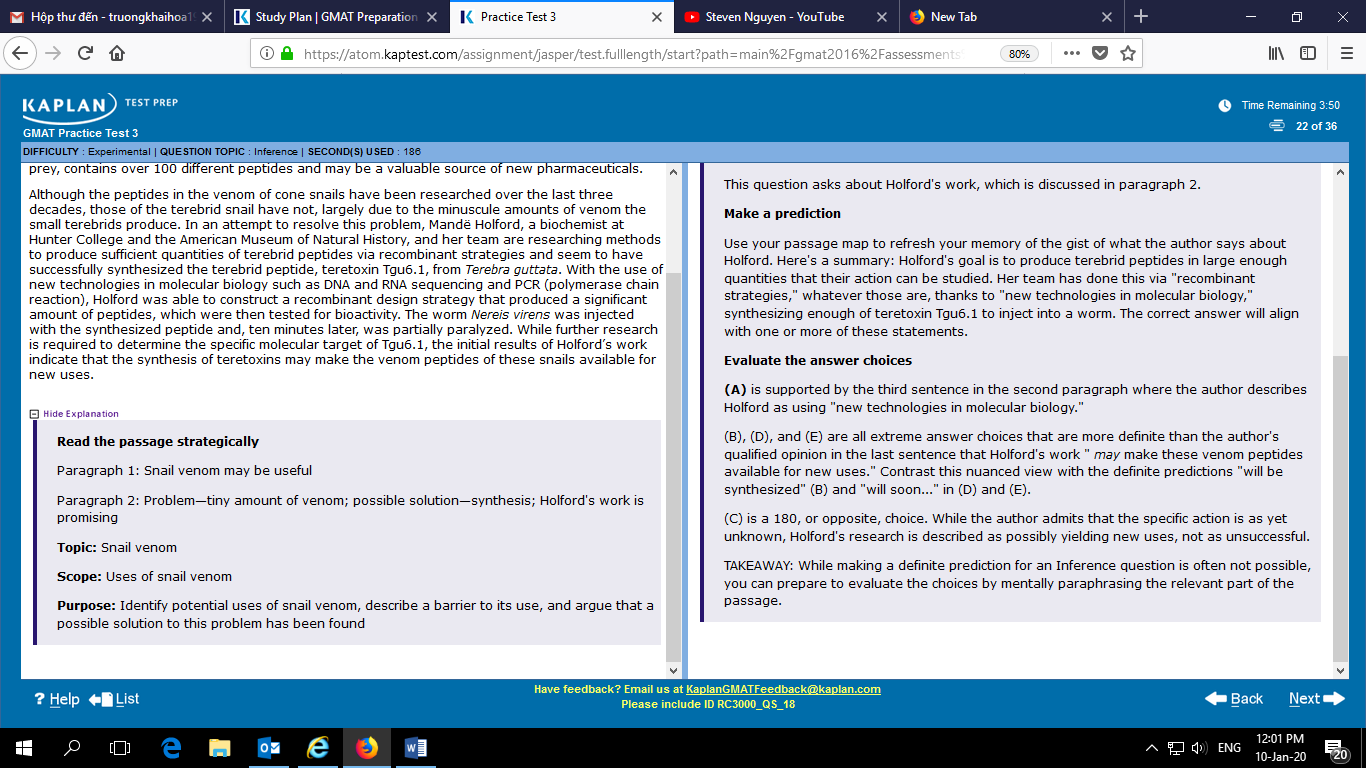 Hộp thư đến - truongkhaihoa1
Study Plan | GMAT Preparation
Practice Test 3
Steven Nguyen - YouTube
New Tab
https://atom.kaptest.com/assignment/jasper/test.fulllength/start?path=main%2Fgmat2016%2Fassessments
80%
KAPLAN TEST PREP
Time Remaining 3:50
GMAT Practice Test 3
22 of 36
DIFFICULTY : Experimental | QUESTION TOPIC : Inference | SECOND(S) USED : 186
prey, contains over 100 different peptides and may be a valuable source of new pharmaceuticals.
Although the peptides in the venom of cone snails have been researched over the last three
decades, those of the terebrid snail have not, largely due to the minuscule amounts of venom the
small terebrids produce. In an attempt to resolve this problem, Mandë Holford, a biochemist at
Hunter College and the American Museum of Natural History, and her team are researching methods
to produce sufficient quantities of terebrid peptides via recombinant strategies and seem to have
successfully synthesized the terebrid peptide, teretoxin Tgu6.1, from Terebra guttata. With the use of
new technologies in molecular biology such as DNA and RNA sequencing and PCR (polymerase chain
reaction), Holford was able to construct a recombinant design strategy that produced a significant
amount of peptides, which were then tested for bioactivity. The worm Nereis virens was injected
with the synthesized peptide and, ten minutes later, was partially paralyzed. While further research
is required to determine the specific molecular target of Tgu6.1, the initial results of Holford's work
indicate that the synthesis of teretoxins may make the venom peptides of these snails available for
new uses.
Hide Explanation
Read the passage strategically
Paragraph 1: Snail venom may be useful
Paragraph 2: Problem—tiny amount of venom; possible solution—synthesis; Holford's work is
promising
Topic: Snail venom
Scope: Uses of snail venom
Purpose: Identify potential uses of snail venom, describe a barrier to its use, and argue that a
possible solution to this problem has been found
This question asks about Holford's work, which is discussed in paragraph 2.
Make a prediction
Use your passage map to refresh your memory of the gist of what the author says about
Holford. Here's a summary: Holford's goal is to produce terebrid peptides in large enough
quantities that their action can be studied. Her team has done this via "recombinant
strategies," whatever those are, thanks to "new technologies in molecular biology,"
synthesizing enough of teretoxin Tgu6.1 to inject into a worm. The correct answer will align
with one or more of these statements.
Evaluate the answer choices
(A) is supported by the third sentence in the second paragraph where the author describes
Holford as using "new technologies in molecular biology."
(B), (D), and (E) are all extreme answer choices that are more definite than the author's
qualified opinion in the last sentence that Holford's work " may make these venom peptides
available for new uses." Contrast this nuanced view with the definite predictions "will be
synthesized" (B) and "will soon..." in (D) and (E).
(C) is a 180, or opposite, choice. While the author admits that the specific action is as yet
unknown, Holford's research is described as possibly yielding new uses, not as unsuccessful.
TAKEAWAY: While making a definite prediction for an Inference question is often not possible,
you can prepare to evaluate the choices by mentally paraphrasing the relevant part of the
passage.
? Help
List
Have feedback? Email us at KaplanGMATFeedback@kaplan.com
Please include ID RC3000_QS_18
Back
Next
ENG
12:01 PM
10-Jan-20
20